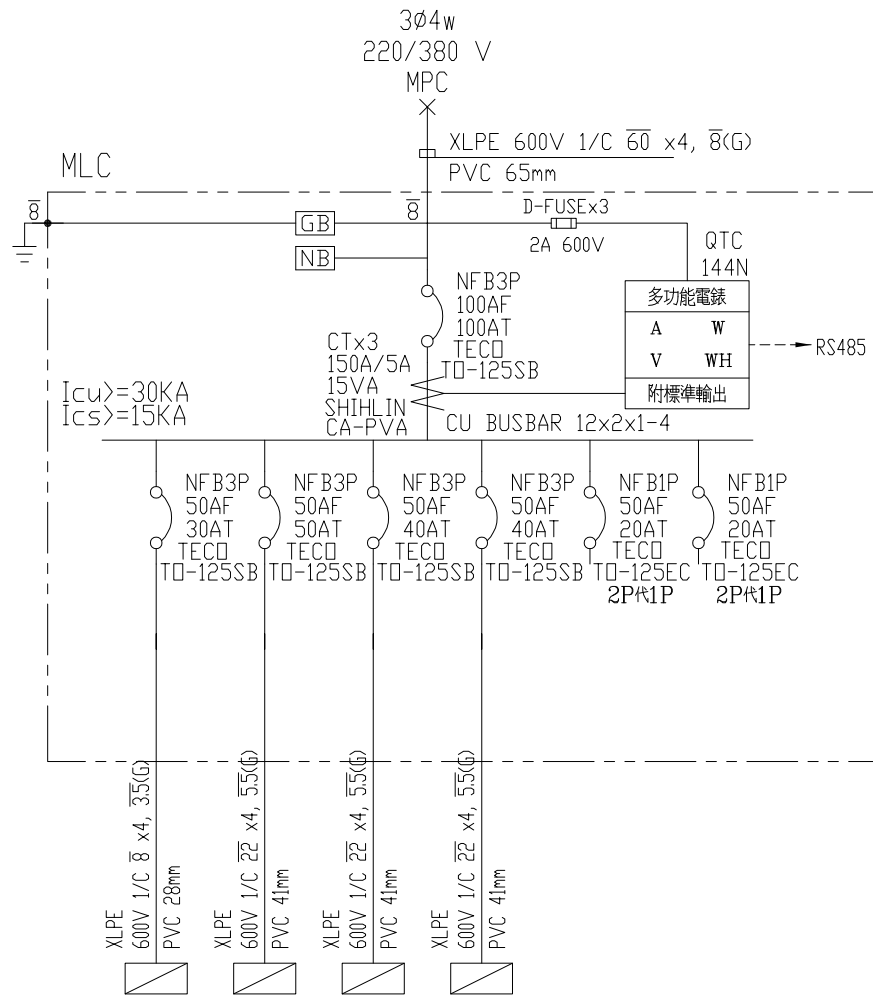 3Ø4w
220/380 V
MPC
XLPE 600V 1/C 60 x4, 8(G)
PVC 65mm
MLC
8
GB
8
D-FUSEx3
2A 600V
NB
QTC
144N
多功能電錶
A W
V WH
附標準輸出
RS485
NFB3P
100AF
100AT
TECO
TO-125SB
CTx3
150A/5A
15VA
SHIHLIN
CA-PVA
Icu>=30KA
Ics>=15KA
CU BUSBAR 12x2x1-4
NFB3P
50AF
30AT
TECO
TO-125SB
NFB3P
50AF
50AT
TECO
TO-125SB
NFB3P
50AF
40AT
TECO
TO-125SB
NFB3P
50AF
40AT
TECO
TO-125SB
NFB1P
50AF
20AT
TECO
TO-125EC
2P代1P
NFB1P
50AF
20AT
TECO
TO-125EC
2P代1P
XLPE
600V 1/C 8 x4, 3.5(G)
PVC 28mm
XLPE
600V 1/C 22 x4, 5.5(G)
PVC 41mm
XLPE
600V 1/C 22 x4, 5.5(G)
PVC 41mm
XLPE
600V 1/C 22 x4, 5.5(G)
PVC 41mm